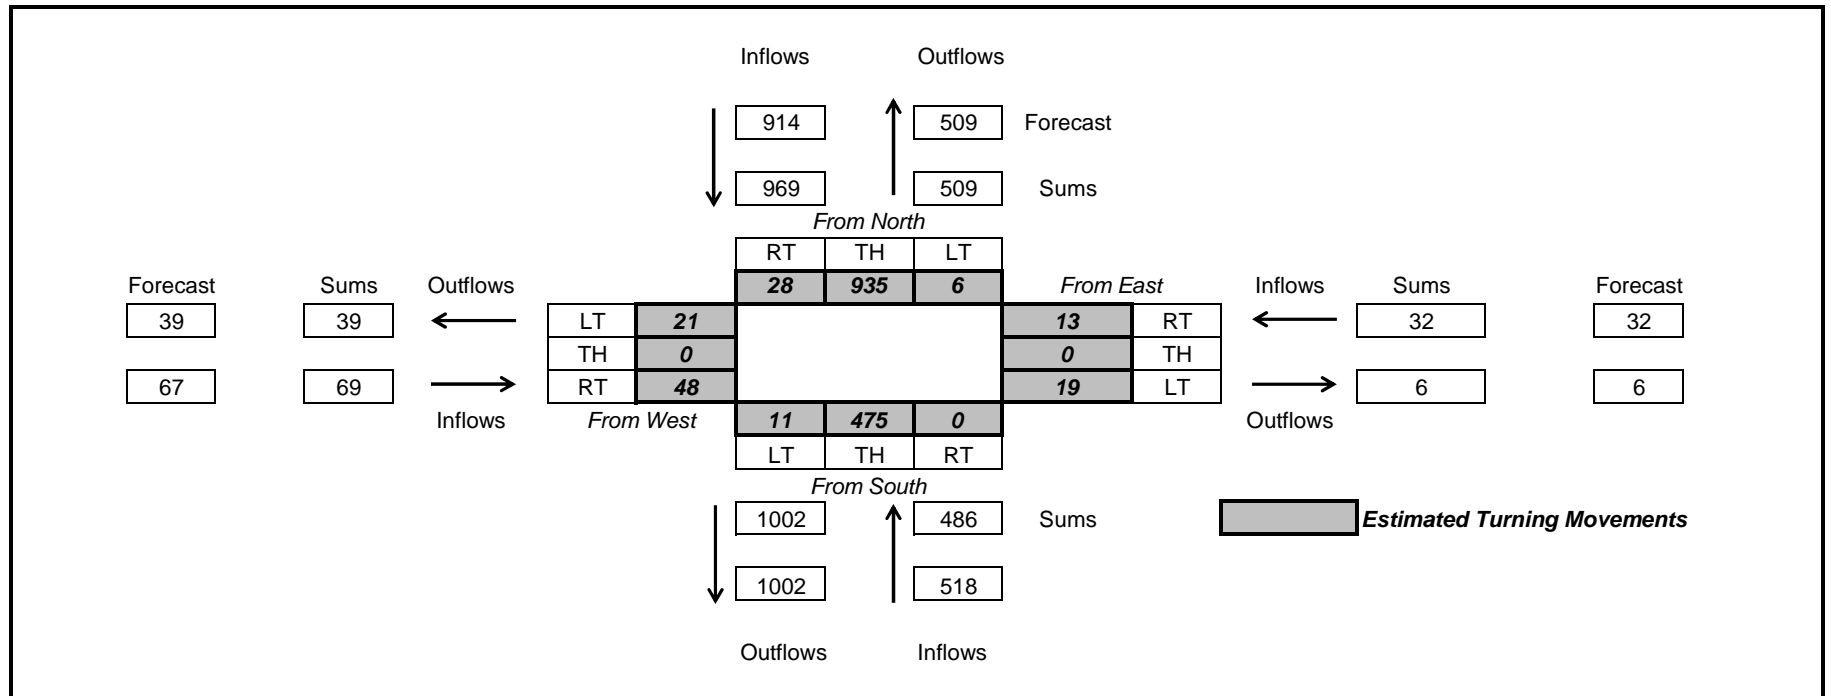 Inflows Outflows
914 509 Forecast
969 509 Sums
From North
RT TH LT
Forecast Sums Outflows 28 935 6 From East Inflows Sums Forecast
39 39 LT 21 13 RT 32 32
TH 0 0 TH
67 69 RT 48 19 LT 6 6
Inflows From West 11 475 0 Outflows
LT TH RT
From South
1002 486 Sums Estimated Turning Movements
1002 518
Outflows Inflows